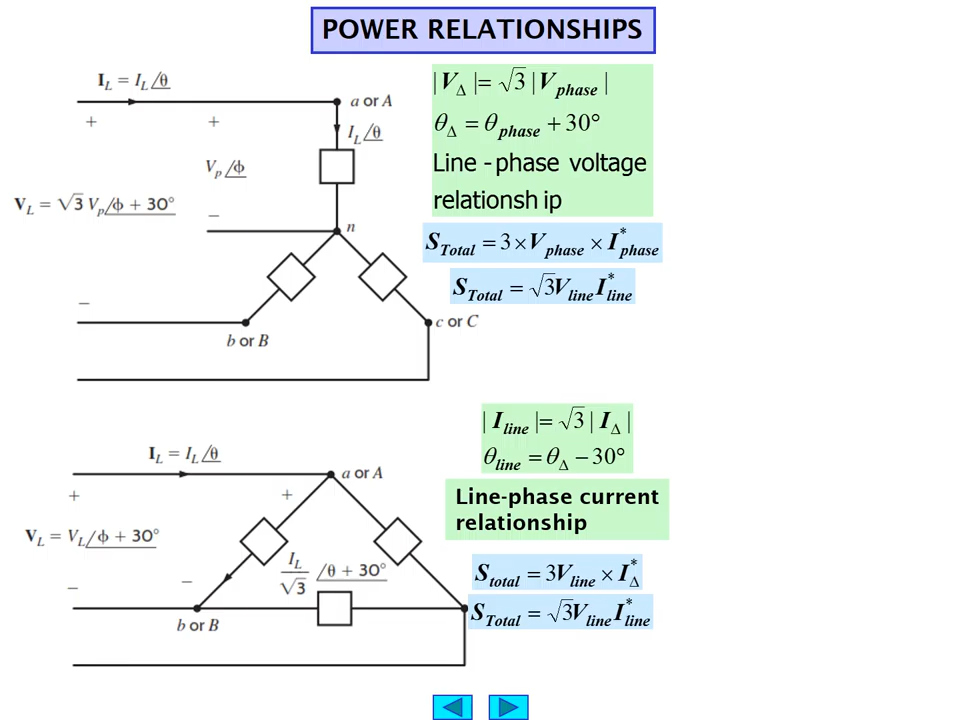 POWER RELATIONSHIPS
I_L = I_L /θ
a or A
+ +
I_L /θ
V_p /ϕ
V_L = √3 V_p /ϕ + 30°
−
n
−
b or B
c or C
|V_Δ |= √3 | V_phase |
θ_Δ = θ_phase + 30°
Line - phase voltage
relationsh ip
S_Total = 3 × V_phase × I*_phase
S_Total = √3 V_line I*_line
I_L = I_L /θ
a or A
+ +
V_L = V_L /ϕ + 30°
I_L/√3 /θ + 30°
− −
b or B
| I_line |= √3 | I_Δ |
θ_line = θ_Δ − 30°
Line-phase current
relationship
S_total = 3V_line × I*_Δ
S_Total = √3 V_line I*_line